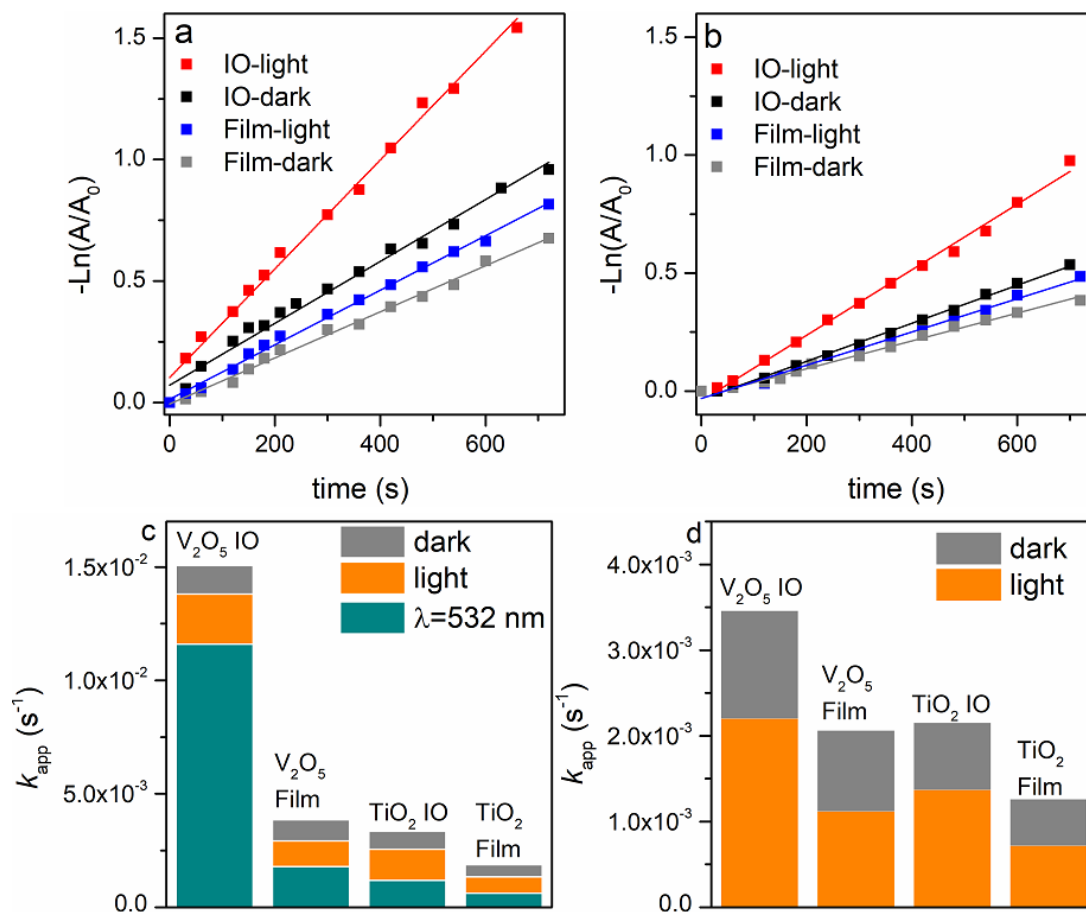 a
IO-light
IO-dark
Film-light
Film-dark
1.5
1.0
0.5
0.0
-Ln(A/A₀)
0
200
400
600
time (s)
b
IO-light
IO-dark
Film-light
Film-dark
1.5
1.0
0.5
0.0
-Ln(A/A₀)
0
200
400
600
time (s)
c
V₂O₅ IO
dark
light
λ=532 nm
V₂O₅
Film
TiO₂ IO
TiO₂
Film
1.5x10⁻²
1.0x10⁻²
5.0x10⁻³
0.0
k_app (s⁻¹)
d
dark
light
V₂O₅ IO
V₂O₅
Film
TiO₂ IO
TiO₂
Film
4.0x10⁻³
3.0x10⁻³
2.0x10⁻³
1.0x10⁻³
0.0
k_app (s⁻¹)